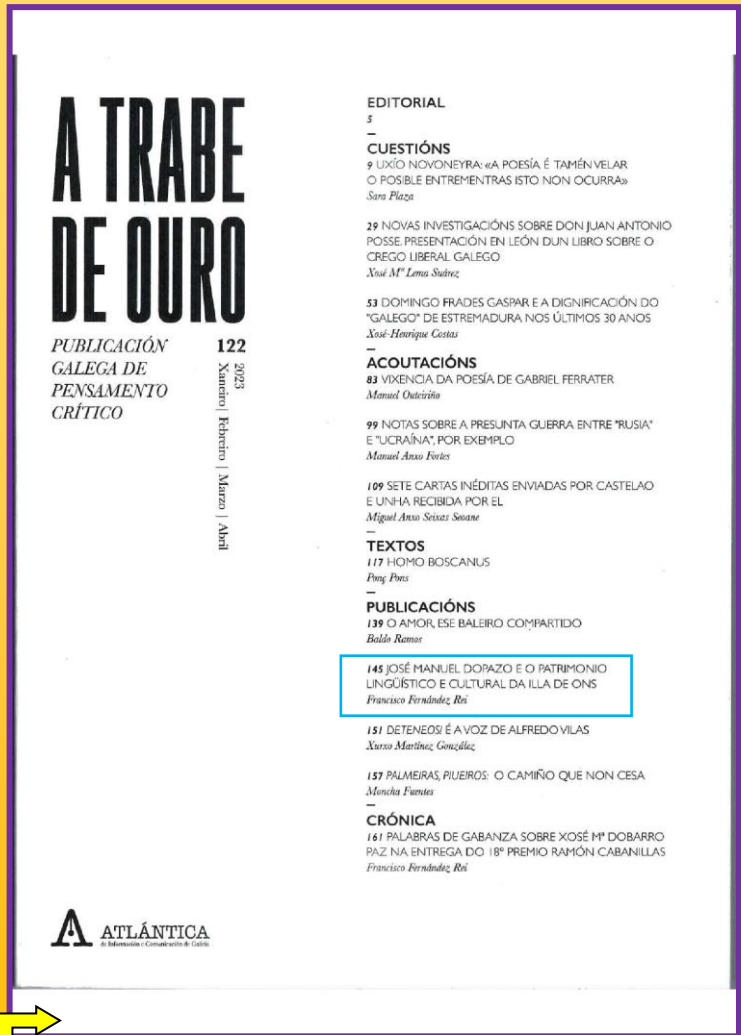 A TRABE
DE OURO
PUBLICACIÓN
GALEGA DE
PENSAMENTO
CRÍTICO
122
2023
Xaneiro | Febreiro | Marzo | Abril
EDITORIAL
5
CUESTIÓNS
9 UXÍO NOVONEYRA: «A POESÍA É TAMÉN VELAR
O POSIBLE ENTREMENTRAS ISTO NON OCURRA»
Sara Plaza
29 NOVAS INVESTIGACIÓNS SOBRE DON JUAN ANTONIO
POSSE. PRESENTACIÓN EN LEÓN DUN LIBRO SOBRE O
CREGO LIBERAL GALEGO
Xosé Mª Lema Suárez
53 DOMINGO FRADES GASPAR E A DIGNIFICACIÓN DO
"GALEGO" DE ESTREMADURA NOS ÚLTIMOS 30 ANOS
Xosé-Henrique Costas
ACOUTACIÓNS
83 VIXENCIA DA POESÍA DE GABRIEL FERRATER
Manuel Outeiriño
99 NOTAS SOBRE A PRESUNTA GUERRA ENTRE "RUSIA"
E "UCRAÍNA", POR EXEMPLO
Manuel Anxo Fortes
109 SETE CARTAS INÉDITAS ENVIADAS POR CASTELAO
E UNHA RECIBIDA POR EL
Miguel Anxo Seixas Seoane
TEXTOS
117 HOMO BOSCANUS
Ponç Pons
PUBLICACIÓNS
139 O AMOR, ESE BALEIRO COMPARTIDO
Baldo Ramos
145 JOSÉ MANUEL DOPAZO E O PATRIMONIO
LINGÜÍSTICO E CULTURAL DA ILLA DE ONS
Francisco Fernández Rei
151 DETENEOS! É A VOZ DE ALFREDO VILAS
Xurxo Martínez González
157 PALMEIRAS, PIUEIROS: O CAMIÑO QUE NON CESA
Moncha Fuentes
CRÓNICA
161 PALABRAS DE GABANZA SOBRE XOSÉ Mª DOBARRO
PAZ NA ENTREGA DO 18º PREMIO RAMÓN CABANILLAS
Francisco Fernández Rei
ATLÁNTICA
de Información e Comunicación de Galicia